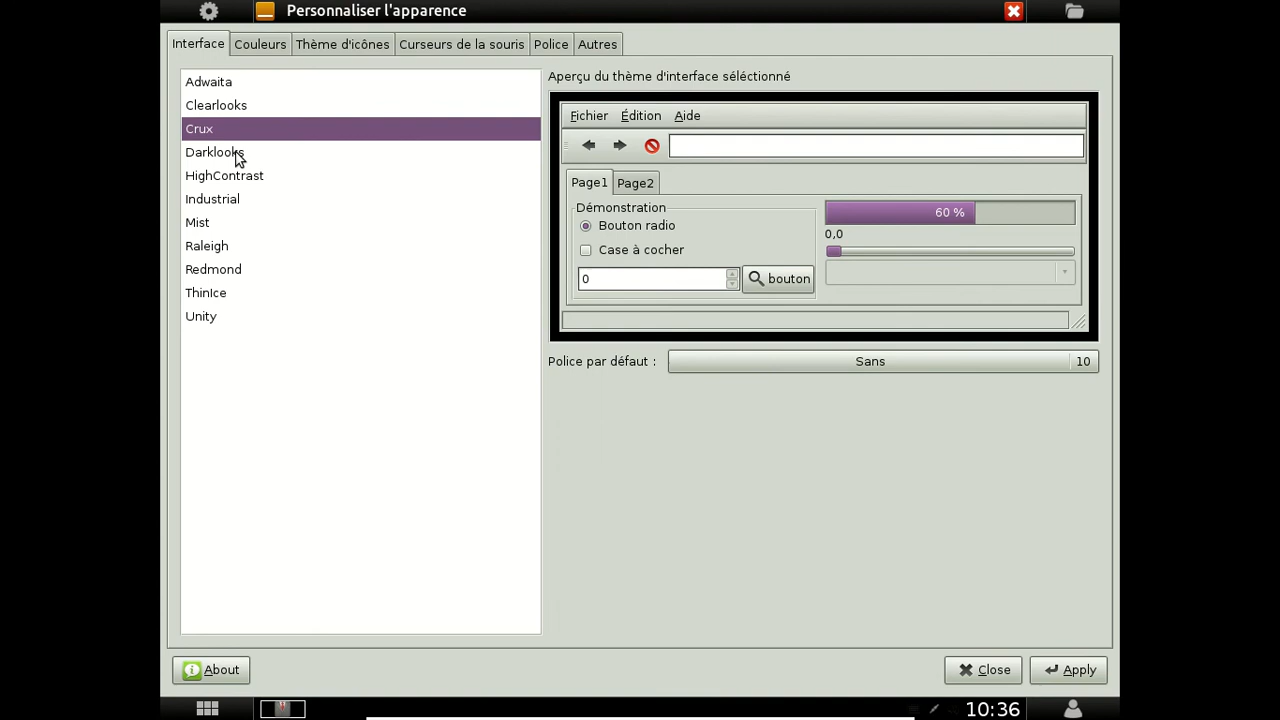 Personnaliser l'apparence
Interface Couleurs Thème d'icônes Curseurs de la souris Police Autres
Adwaita
Clearlooks
Crux
Darklooks
HighContrast
Industrial
Mist
Raleigh
Redmond
ThinIce
Unity
Aperçu du thème d'interface séléctionné
Fichier Édition Aide
Page1 Page2
Démonstration
Bouton radio
Case à cocher
0 bouton
60 %
0,0
Police par défaut : Sans 10
About Close Apply
10:36